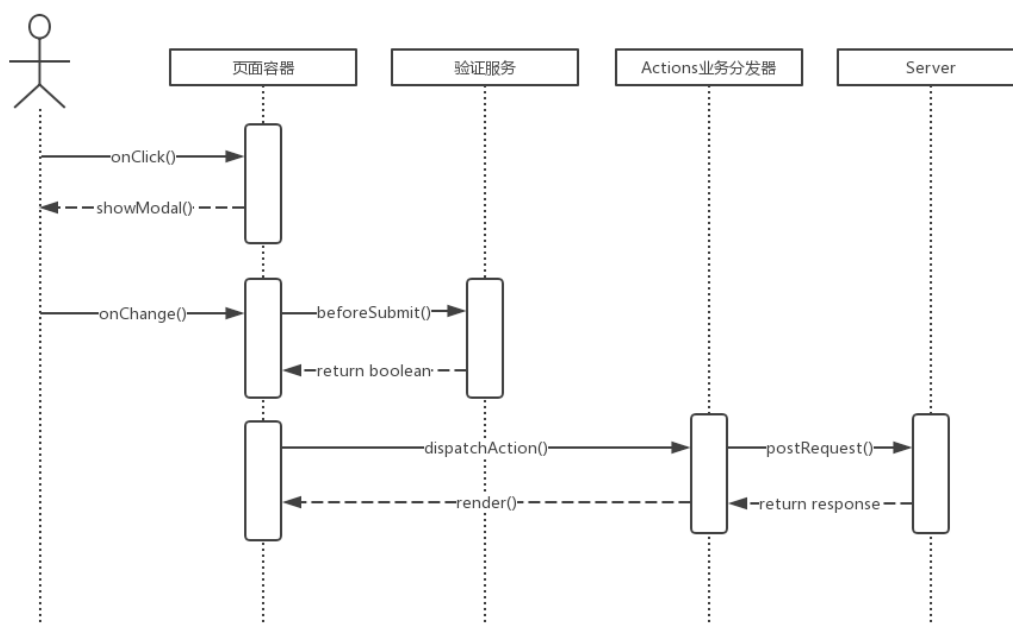 页面容器
验证服务
Actions业务分发器
Server
onClick()
showModal()
onChange()
beforeSubmit()
return boolean
dispatchAction()
postRequest()
render()
return response